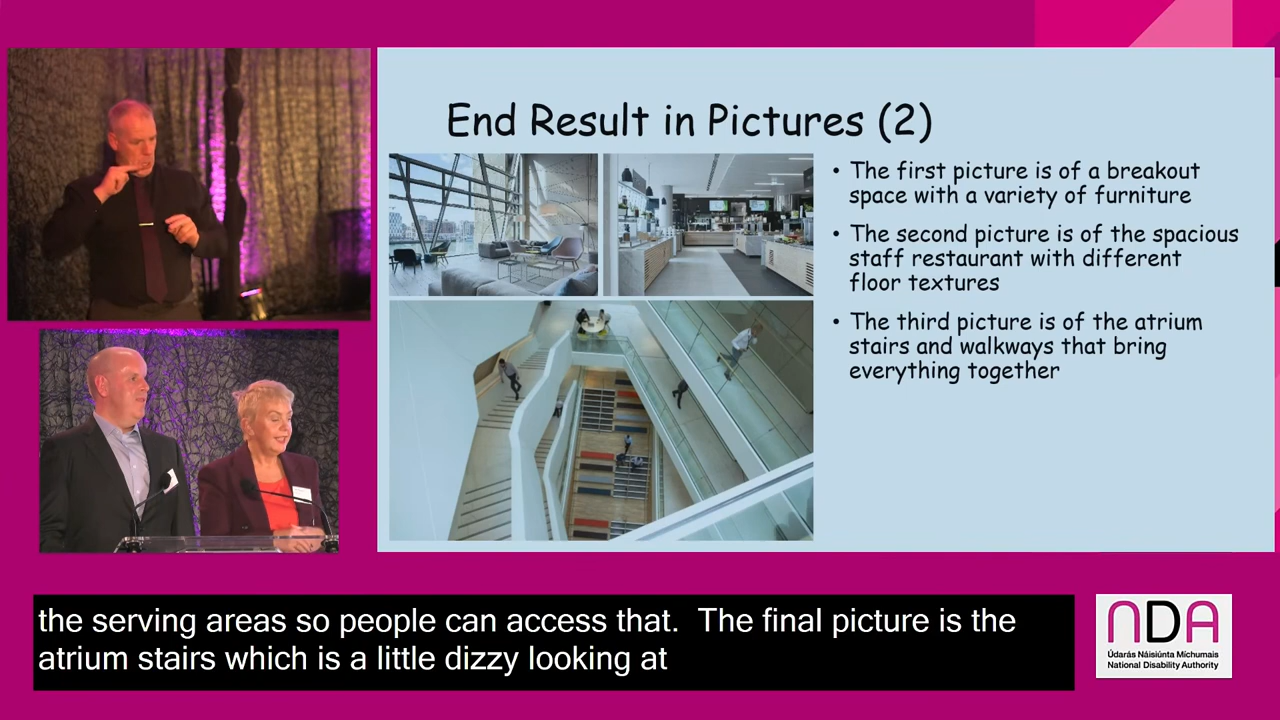 End Result in Pictures (2)
• The first picture is of a breakout
space with a variety of furniture
• The second picture is of the spacious
staff restaurant with different
floor textures
• The third picture is of the atrium
stairs and walkways that bring
everything together
the serving areas so people can access that.  The final picture is the
atrium stairs which is a little dizzy looking at
NDA
Údarás Náisiúnta Míchumais
National Disability Authority